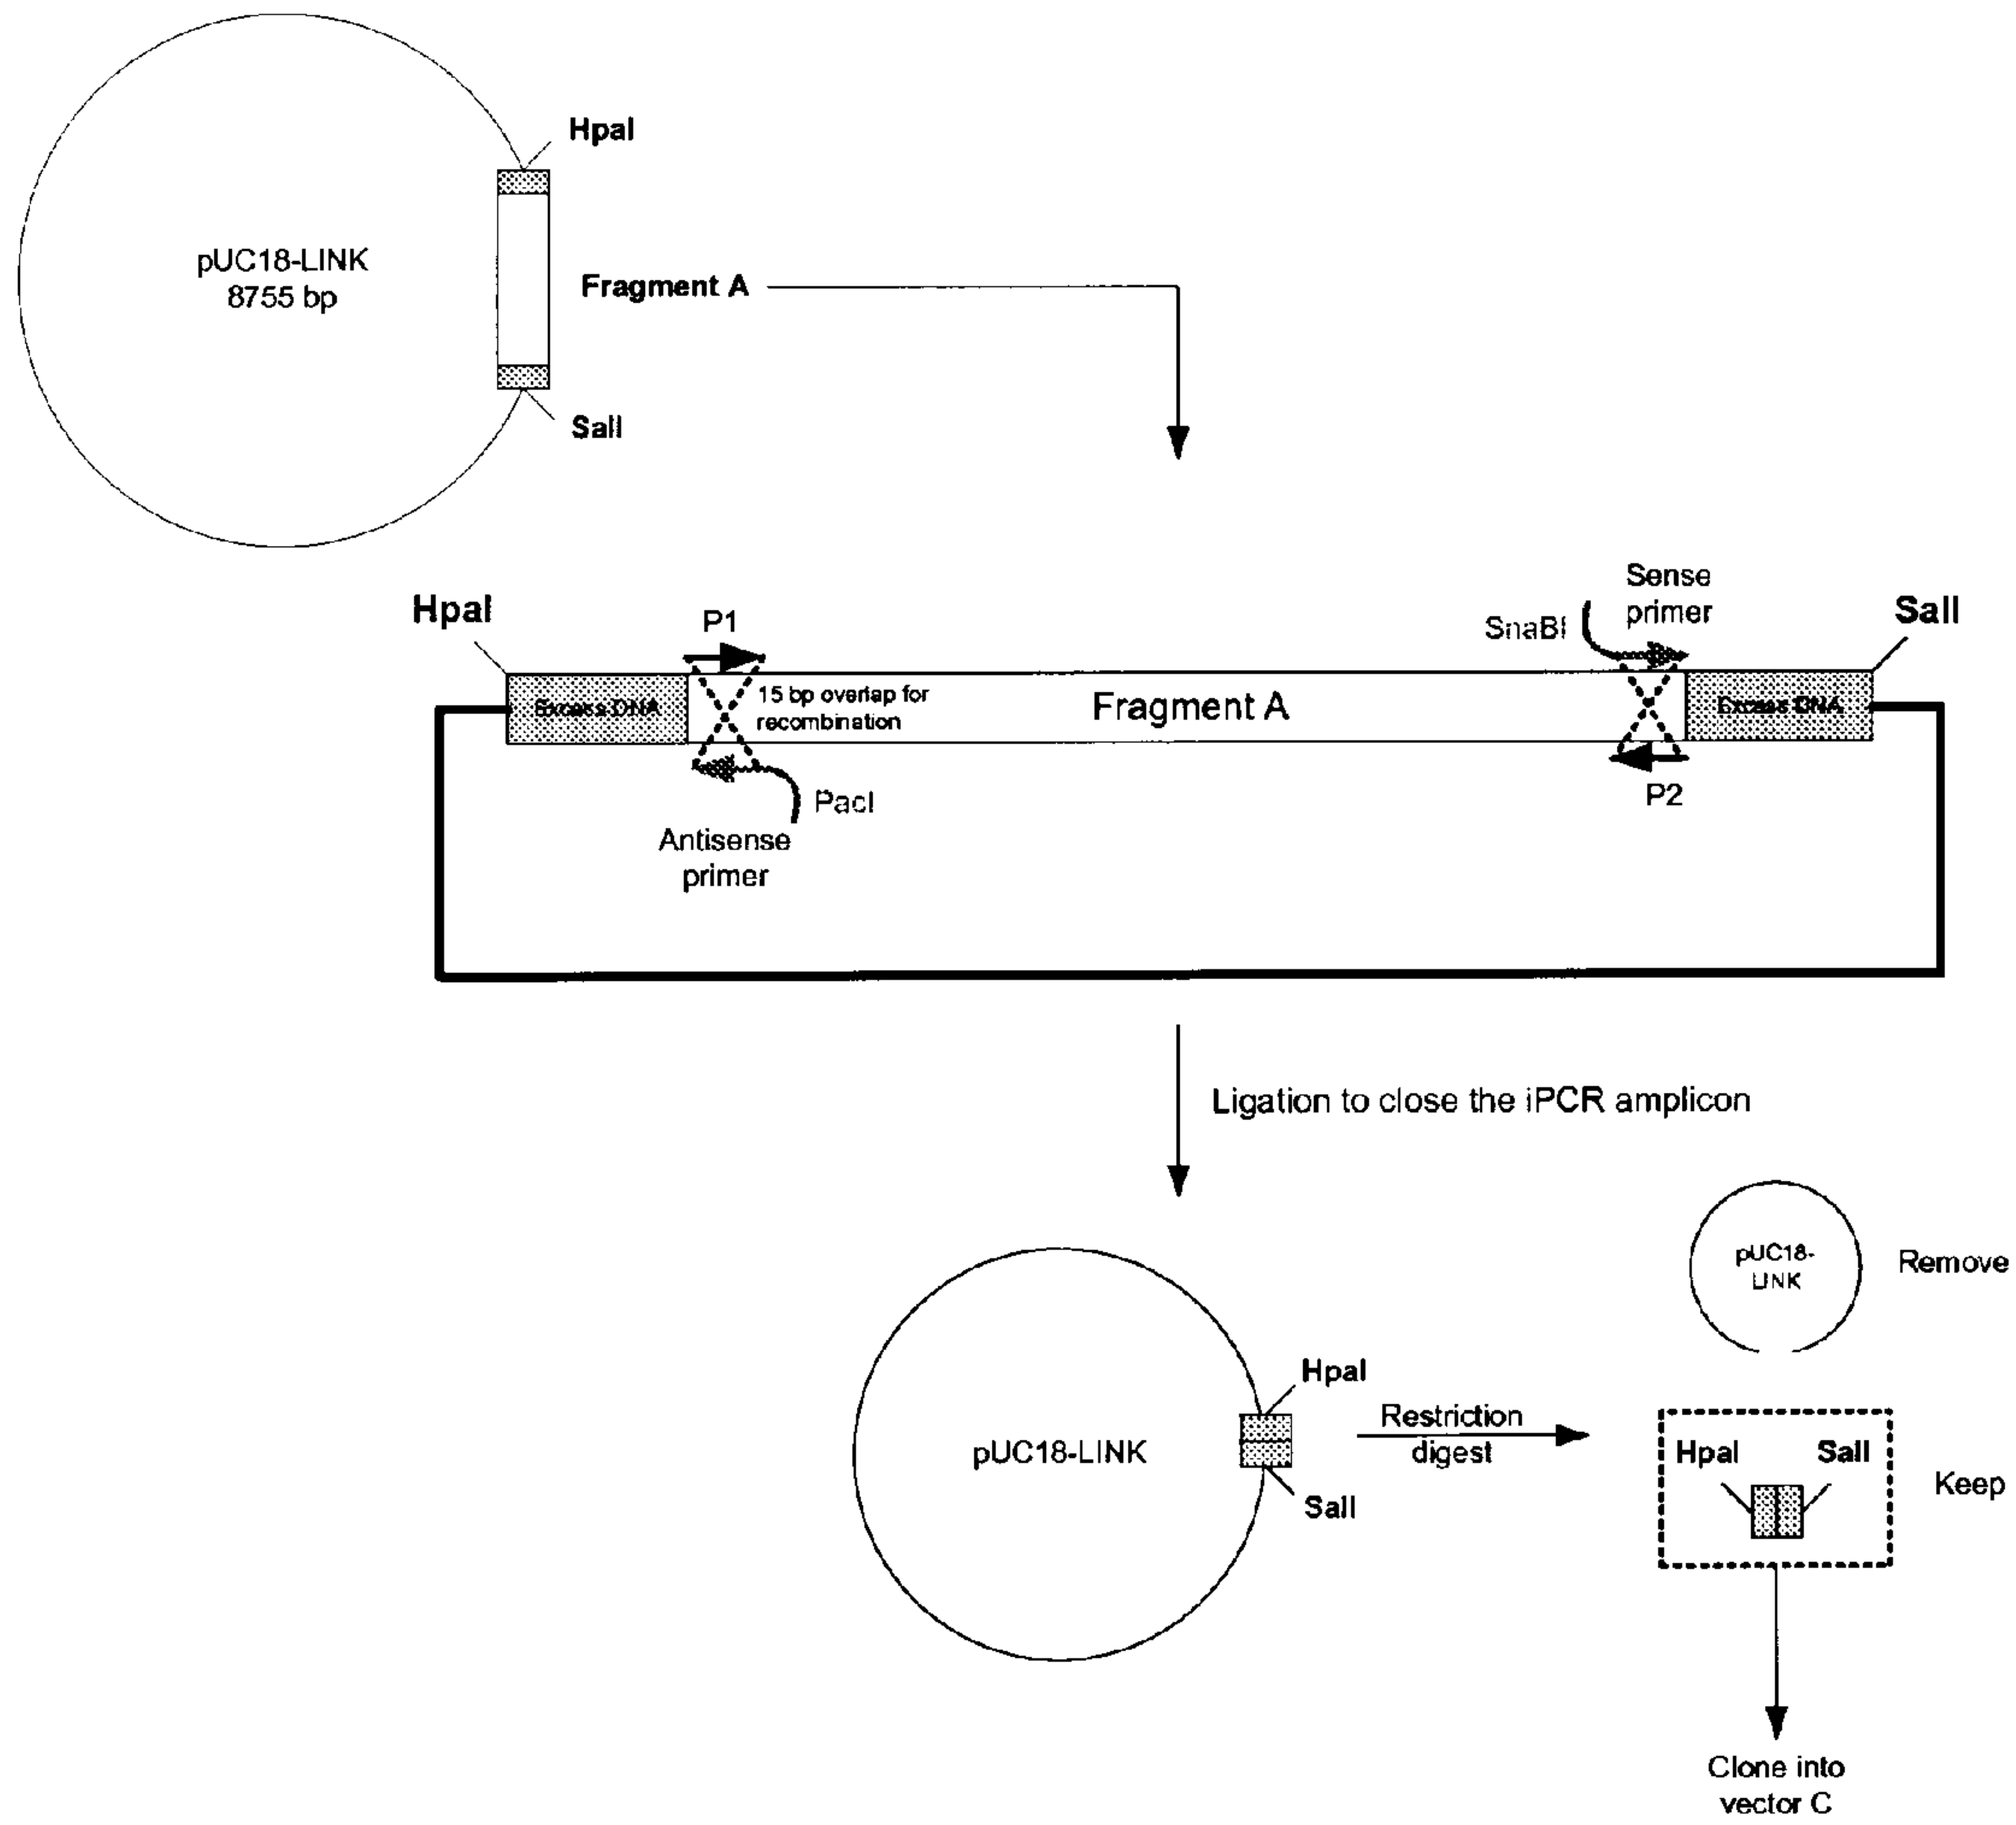 HpaI
pUC18-LINK
8755 bp
Fragment A
SalI
HpaI
P1
SnaBI
Sense
primer
SalI
Excess DNA
15 bp overlap for
recombination
Fragment A
Excess DNA
PacI
Antisense
primer
P2
Ligation to close the iPCR amplicon
pUC18-
LINK
Remove
HpaI
pUC18-LINK
SalI
Restriction
digest
HpaI
SalI
Keep
Clone into
vector C